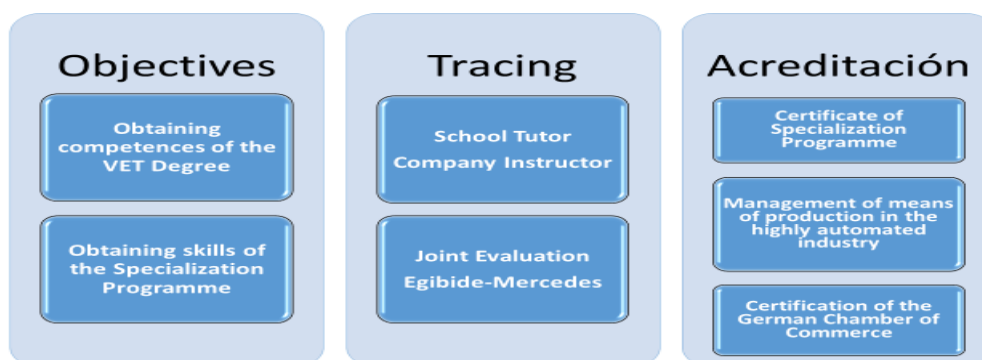 Objectives
Obtaining
competences of the
VET Degree
Obtaining skills of
the Specialization
Programme
Tracing
School Tutor
Company Instructor
Joint Evaluation
Egibide-Mercedes
Acreditación
Certificate of
Specialization
Programme
Management of means
of production in the
highly automated
industry
Certification of the
German Chamber of
Commerce